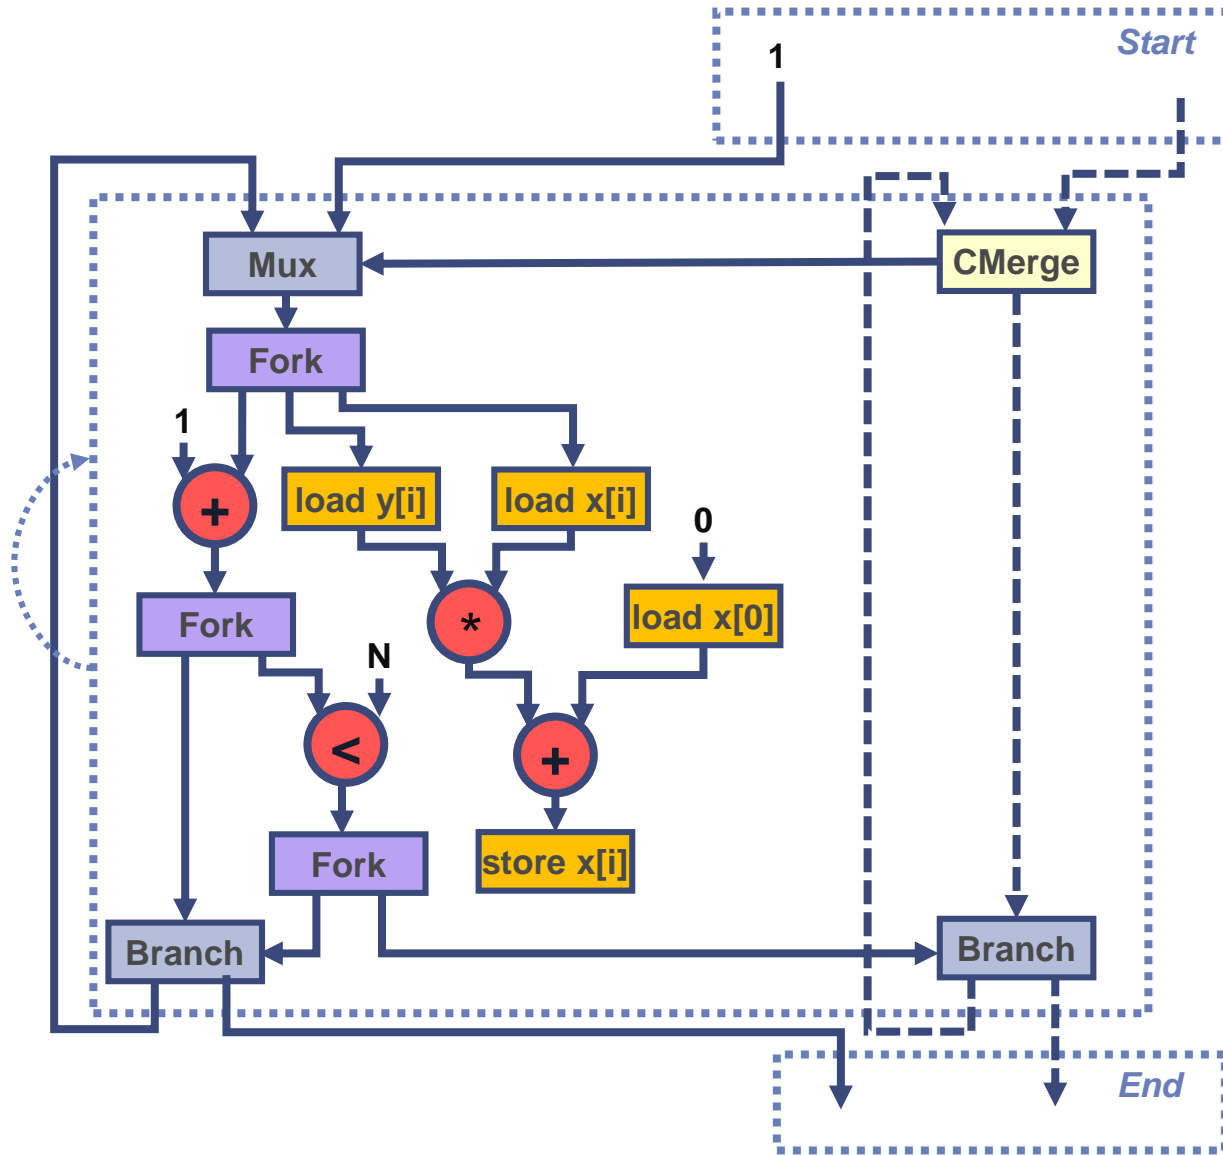 Start
1
Mux
CMerge
Fork
1
+
load y[i]
load x[i]
0
Fork
*
load x[0]
N
<
+
Fork
store x[i]
Branch
Branch
End